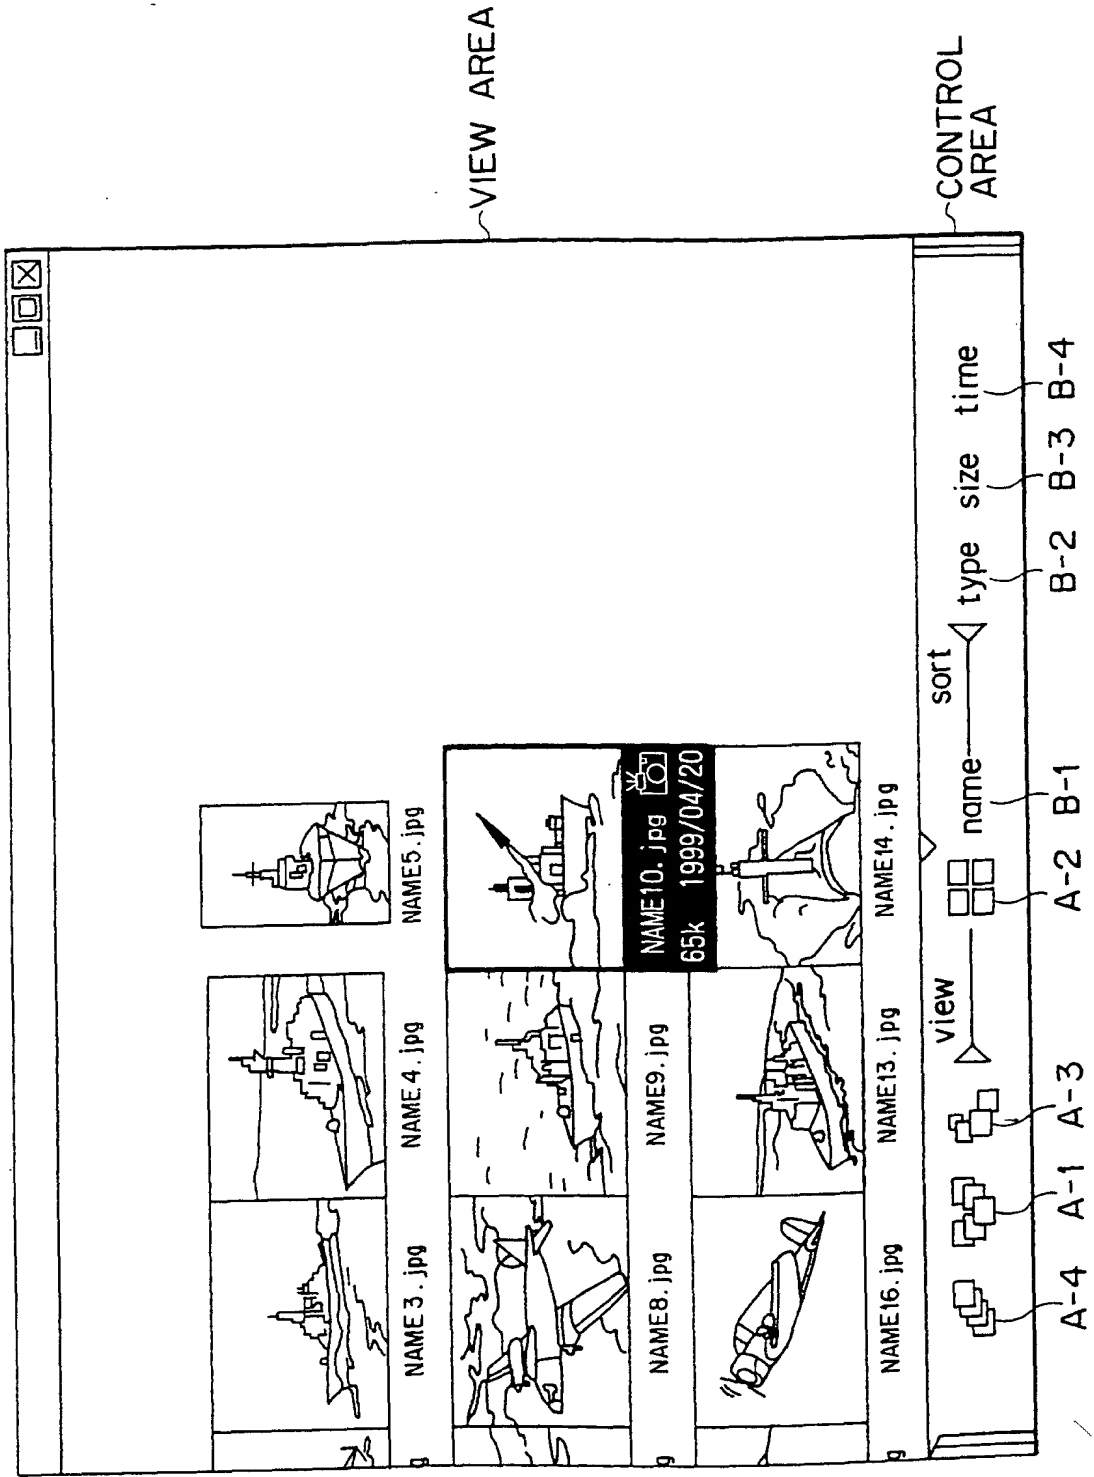 VIEW AREA
NAME3.jpg
NAME4.jpg
NAME5.jpg
NAME8.jpg
NAME9.jpg
NAME10.jpg
65k 1999/04/20
g
NAME16.jpg
NAME13.jpg
NAME14.jpg
g
view
sort
name
type
size
time
CONTROL
AREA
A-4
A-1
A-3
A-2
B-1
B-2
B-3
B-4